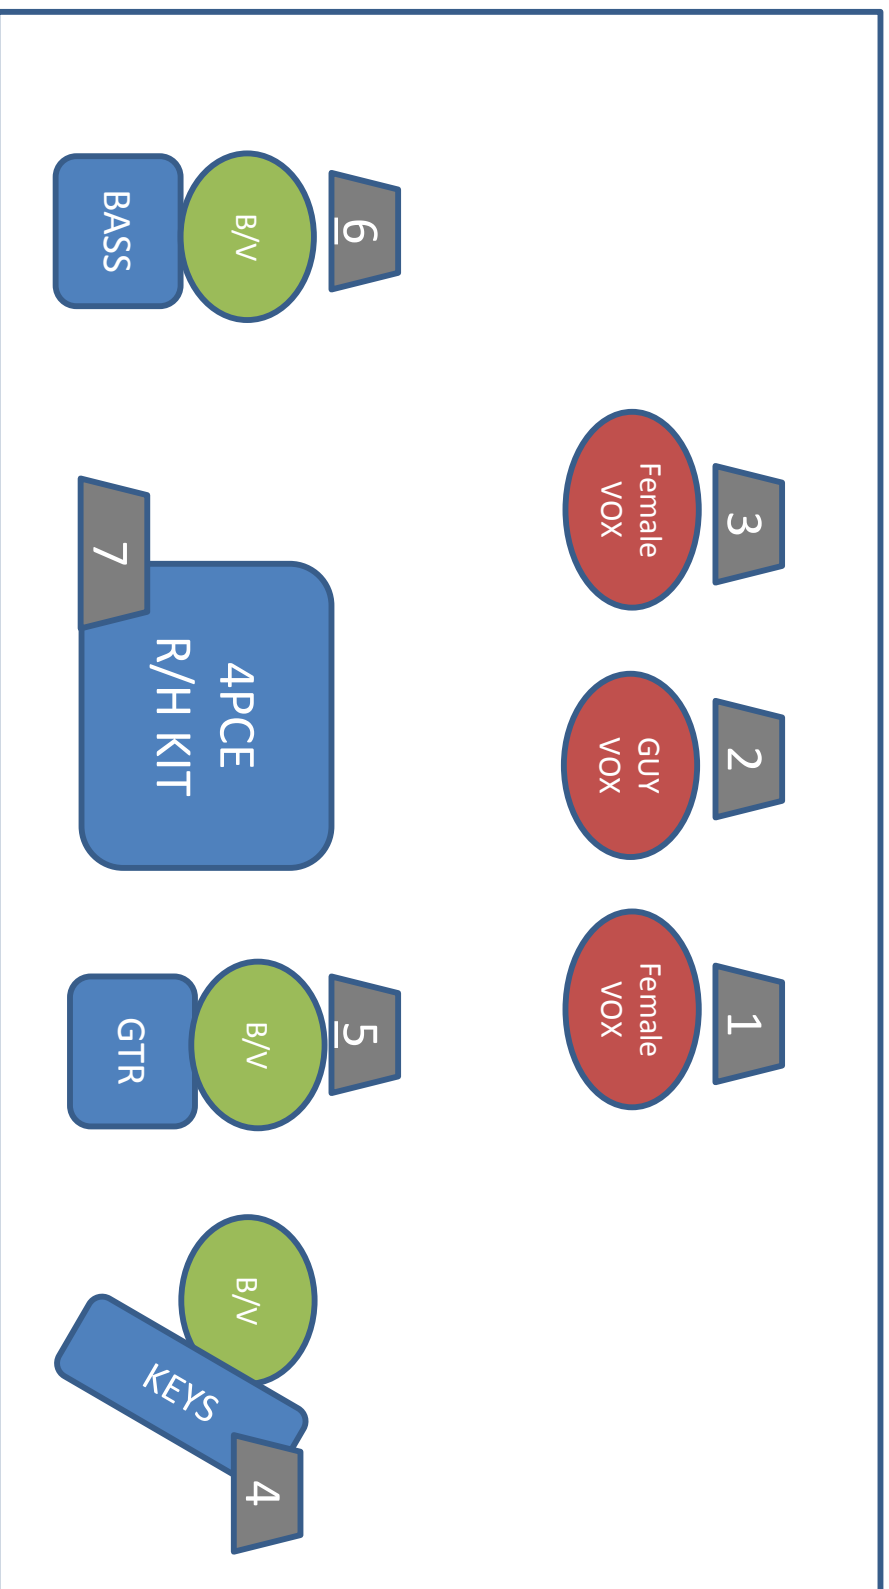 3
2
1
Female
VOX
GUY
VOX
Female
VOX
6
5
B/V
4PCE
R/H KIT
B/V
B/V
4
BASS
7
GTR
KEYS